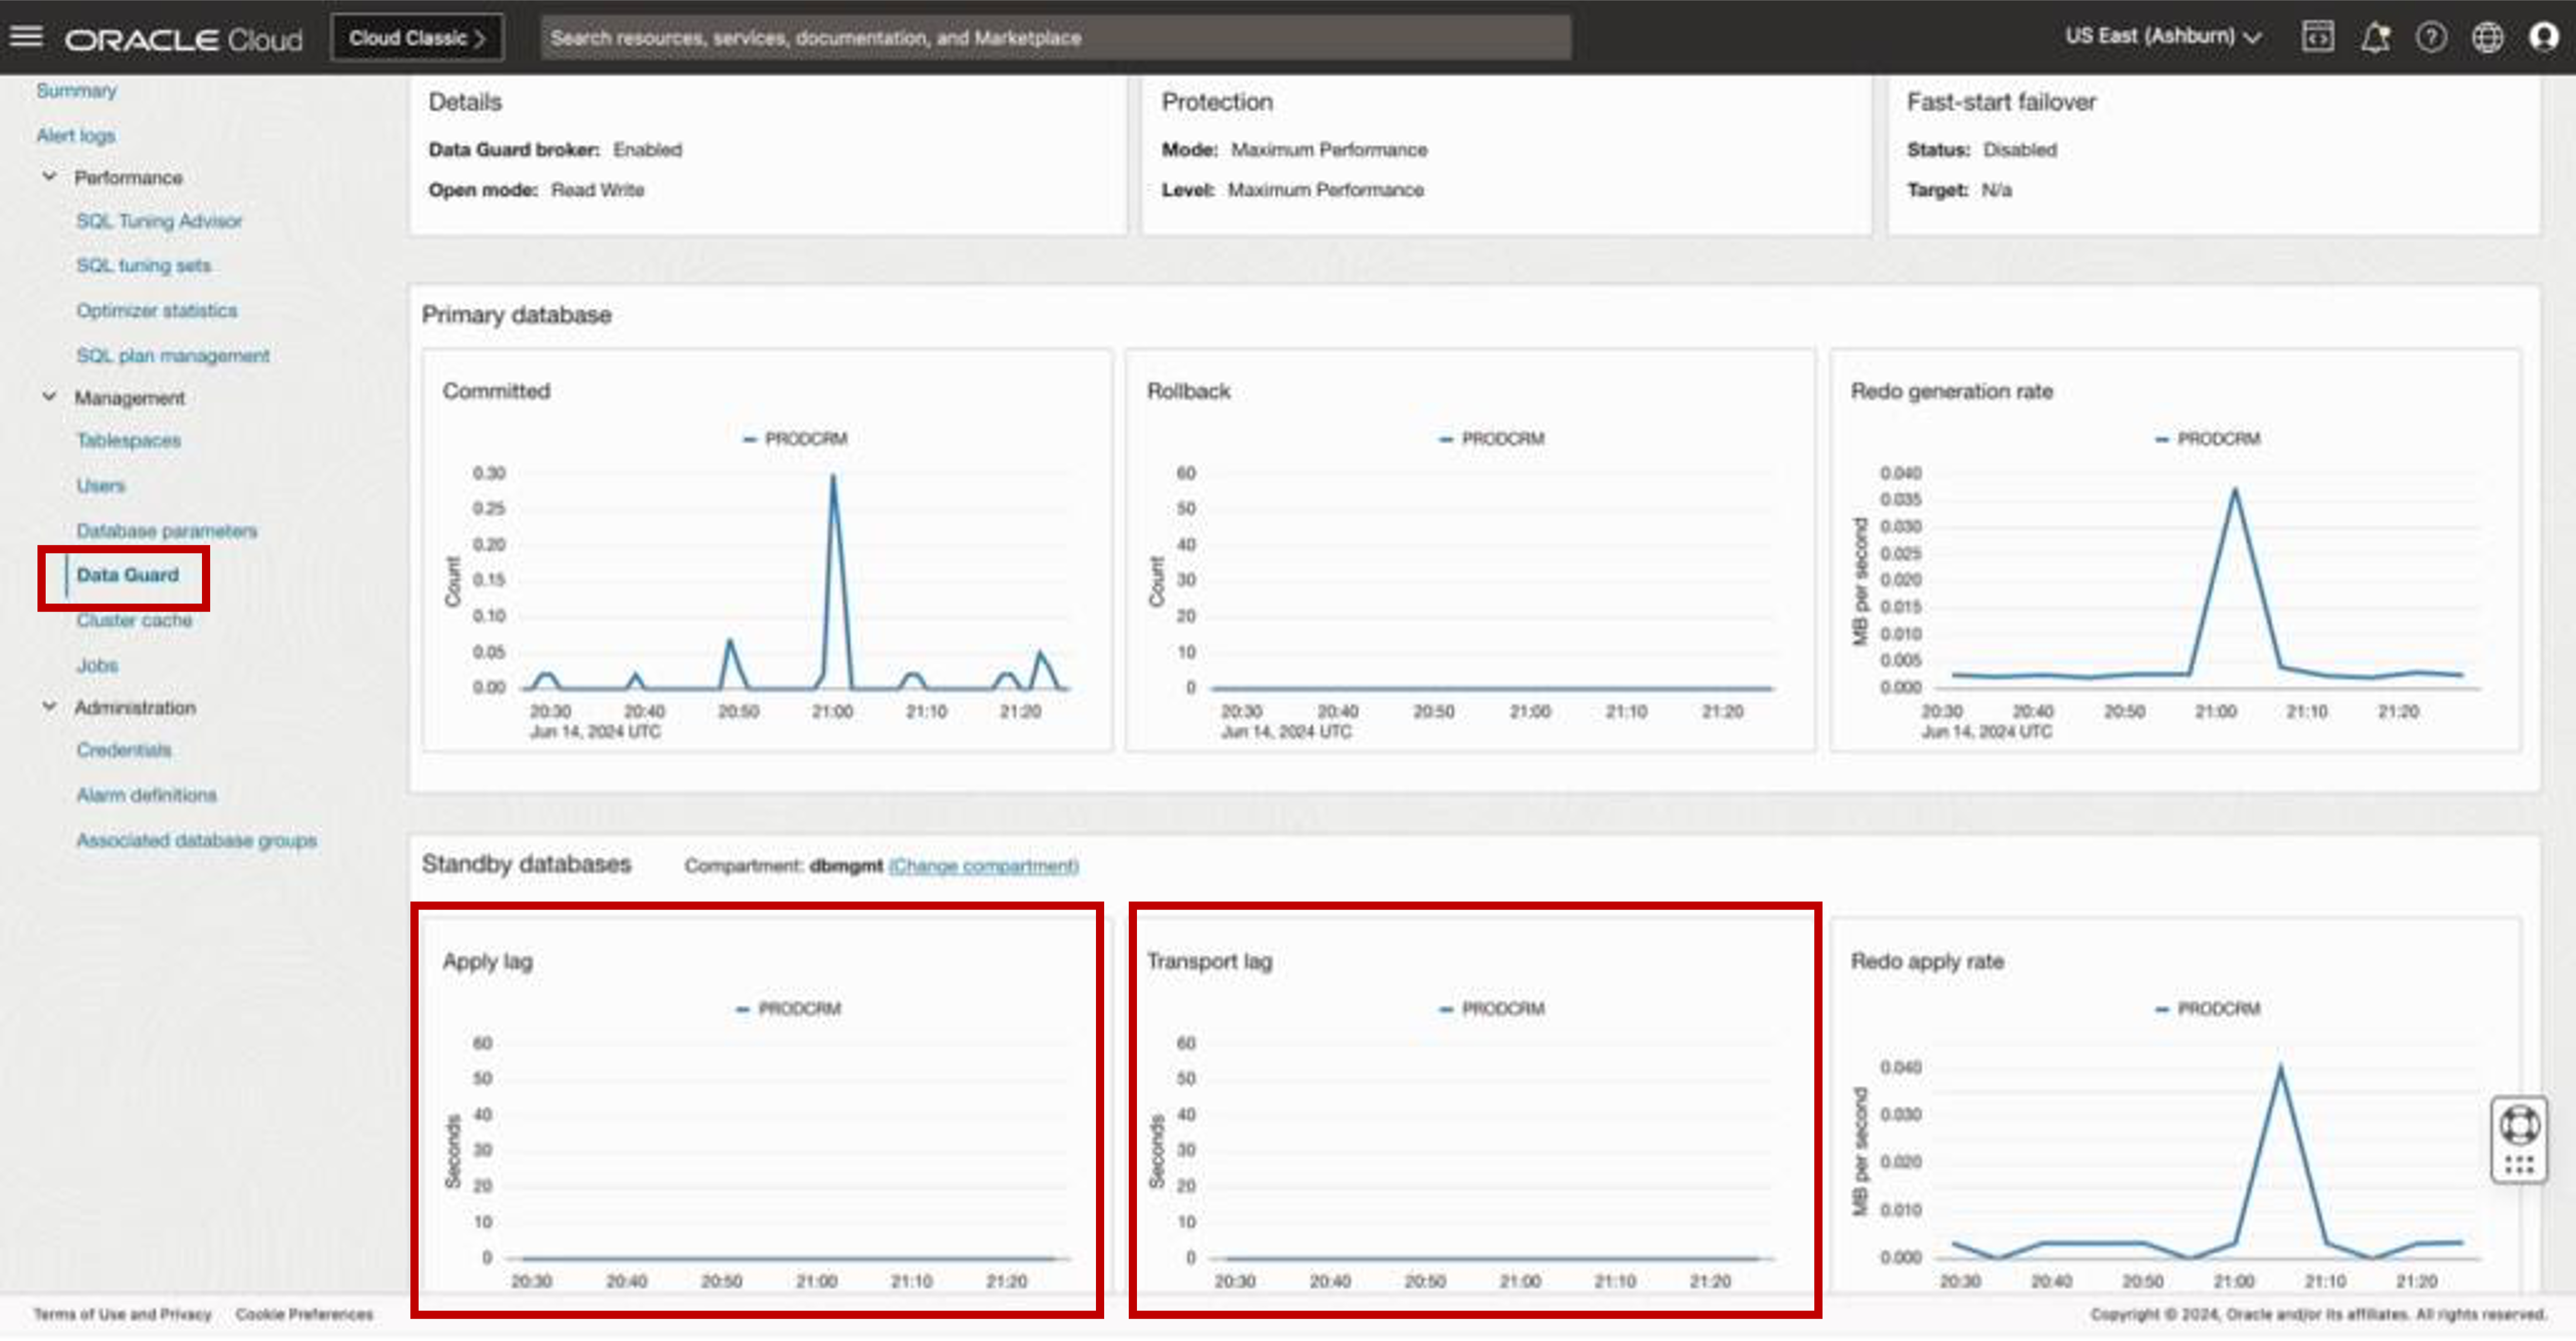 ORACLE Cloud
Cloud Classic >
Search resources, services, documentation, and Marketplace
US East (Ashburn)
Summary
Alert logs
Performance
SQL Tuning Advisor
SQL tuning sets
Optimizer statistics
SQL plan management
Management
Tablespaces
Users
Database parameters
Data Guard
Cluster cache
Jobs
Administration
Credentials
Alarm definitions
Associated database groups
Details
Data Guard broker: Enabled
Open mode: Read Write
Protection
Mode: Maximum Performance
Level: Maximum Performance
Fast-start failover
Status: Disabled
Target: N/a
Primary database
Committed
PRODCRM
Count
0.30
0.25
0.20
0.15
0.10
0.05
0.00
20:30 20:40 20:50 21:00 21:10 21:20
Jun 14, 2024 UTC
Rollback
PRODCRM
Count
60
50
40
30
20
10
0
20:30 20:40 20:50 21:00 21:10 21:20
Jun 14, 2024 UTC
Redo generation rate
PRODCRM
MB per second
0.040
0.035
0.030
0.025
0.020
0.015
0.010
0.005
0.000
20:30 20:40 20:50 21:00 21:10 21:20
Jun 14, 2024 UTC
Standby databases Compartment: dbmgmt (Change compartment)
Apply lag
PRODCRM
Seconds
60
50
40
30
20
10
0
20:30 20:40 20:50 21:00 21:10 21:20
Transport lag
PRODCRM
Seconds
60
50
40
30
20
10
0
20:30 20:40 20:50 21:00 21:10 21:20
Redo apply rate
PRODCRM
MB per second
0.040
0.030
0.020
0.010
0.000
20:30 20:40 20:50 21:00 21:10 21:20
Terms of Use and Privacy Cookie Preferences
Copyright © 2024, Oracle and/or its affiliates. All rights reserved.